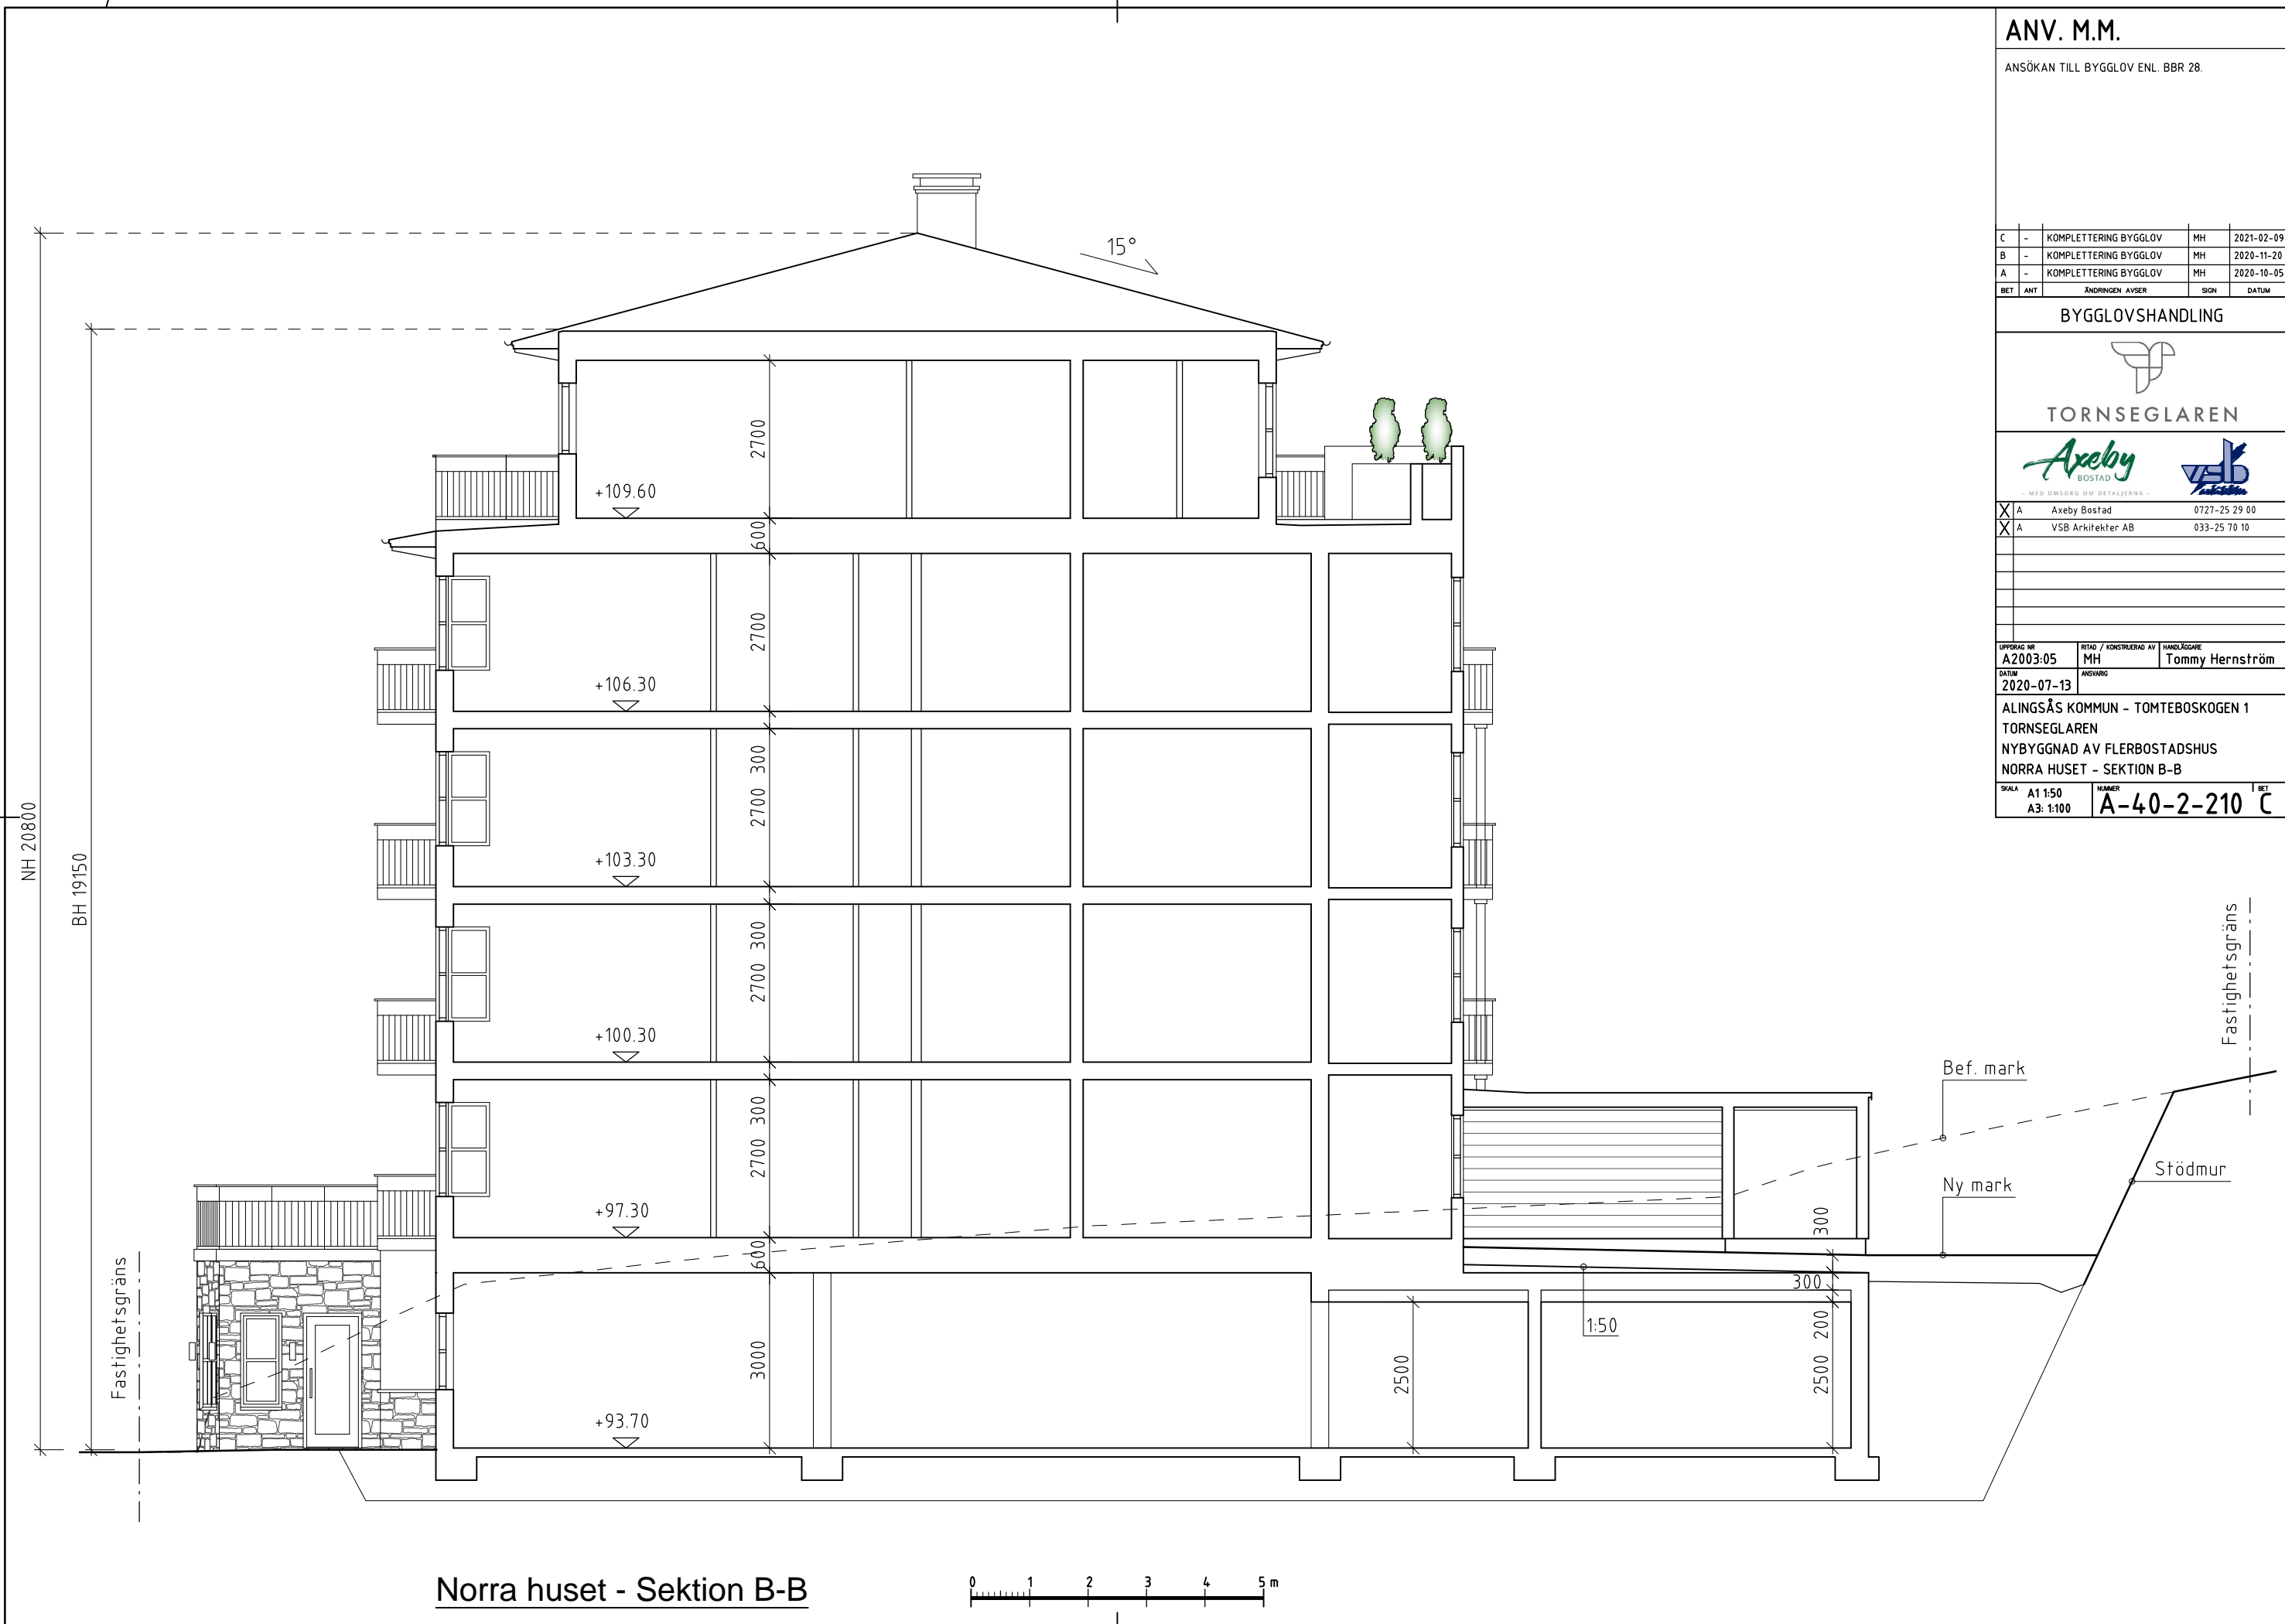 ANV. M.M.
ANSÖKAN TILL BYGGLOV ENL. BBR 28.
C - KOMPLETTERING BYGGLOV MH 2021-02-09
B - KOMPLETTERING BYGGLOV MH 2020-11-20
A - KOMPLETTERING BYGGLOV MH 2020-10-05
BET ANT ÄNDRINGEN AVSER SIGN DATUM
BYGGLOVSHANDLING
TORNSEGLAREN
Axeby
BOSTAD
- MED OMSORG OM DETALJERNA -
vsb
arkitekter
X A Axeby Bostad 0727-25 29 00
X A VSB Arkitekter AB 033-25 70 10
UPPDRAG NR RITAD / KONSTRUERAD AV HANDLÄGGARE
A2003:05 MH Tommy Hernström
DATUM ANSVARIG
2020-07-13
ALINGSÅS KOMMUN - TOMTEBOSKOGEN 1
TORNSEGLAREN
NYBYGGNAD AV FLERBOSTADSHUS
NORRA HUSET - SEKTION B-B
SKALA NUMMER BET
A1 1:50
A3: 1:100
A-40-2-210 C
15°
NH 20800
BH 19150
2700
+109.60
600
2700
+106.30
300
2700
+103.30
300
2700
+100.30
300
2700
+97.30
600
3000
+93.70
2500
1:50
300
300
200
2500
Fastighetsgräns
Fastighetsgräns
Bef. mark
Ny mark
Stödmur
Norra huset - Sektion B-B
0 1 2 3 4 5 m